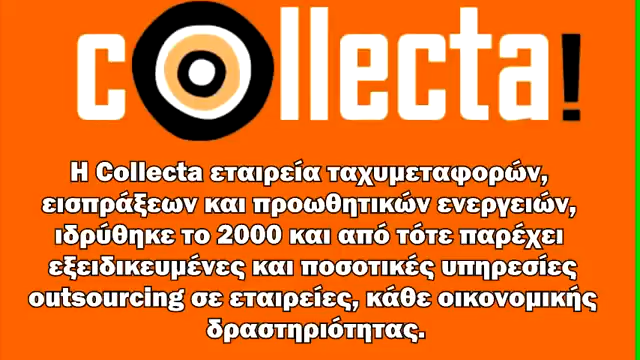 collecta!
Η Collecta εταιρεία ταχυμεταφορών,
εισπράξεων και προωθητικών ενεργειών,
ιδρύθηκε το 2000 και από τότε παρέχει
εξειδικευμένες και ποσοτικές υπηρεσίες
outsourcing σε εταιρείες, κάθε οικονομικής
δραστηριότητας.